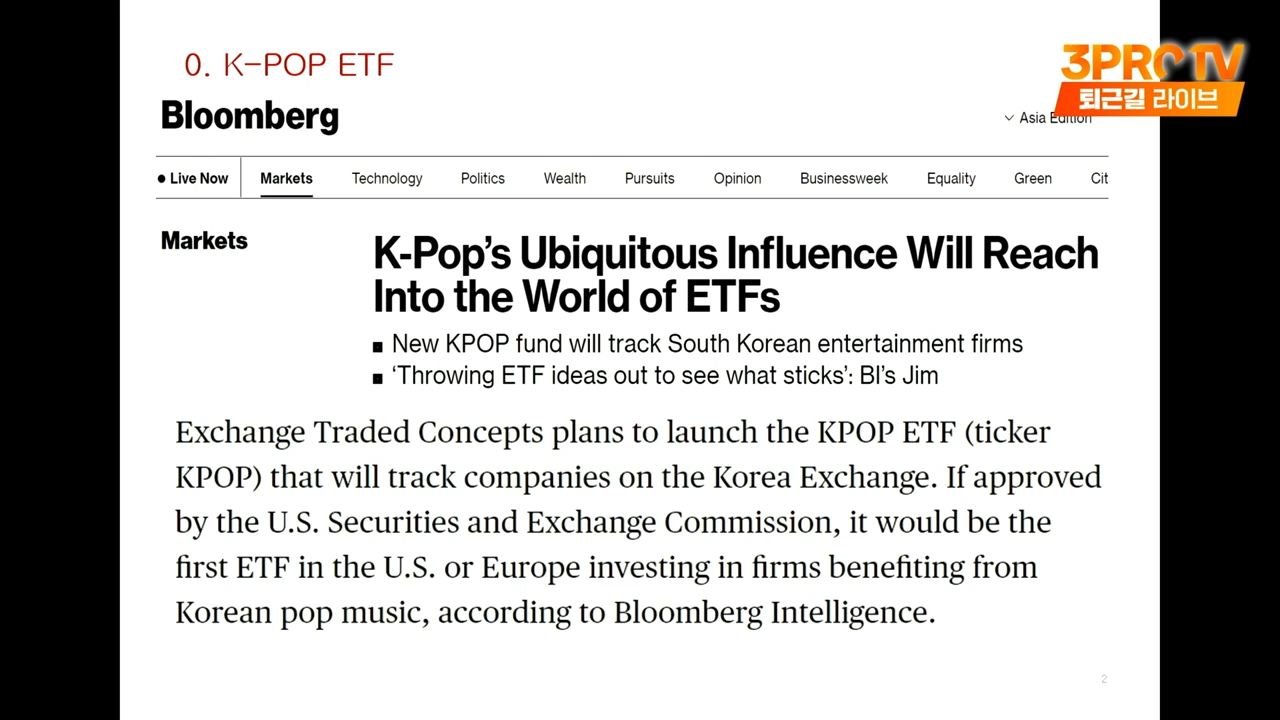 0. K-POP ETF
3PROTV
퇴근길 라이브
Bloomberg
Asia Edition
Live Now Markets Technology Politics Wealth Pursuits Opinion Businessweek Equality Green Cit
Markets
K-Pop’s Ubiquitous Influence Will Reach
Into the World of ETFs
■ New KPOP fund will track South Korean entertainment firms
■ ‘Throwing ETF ideas out to see what sticks’: BI’s Jim
Exchange Traded Concepts plans to launch the KPOP ETF (ticker
KPOP) that will track companies on the Korea Exchange. If approved
by the U.S. Securities and Exchange Commission, it would be the
first ETF in the U.S. or Europe investing in firms benefiting from
Korean pop music, according to Bloomberg Intelligence.
2